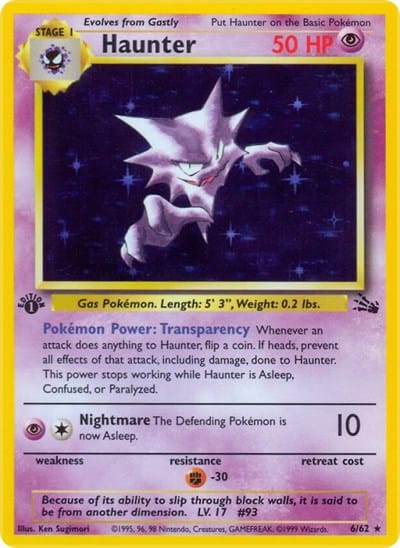 Evolves from Gastly Put Haunter on the Basic Pokémon
STAGE 1 Haunter 50 HP
EDITION 1
Gas Pokémon. Length: 5' 3", Weight: 0.2 lbs.
Pokémon Power: Transparency Whenever an
attack does anything to Haunter, flip a coin. If heads, prevent
all effects of that attack, including damage, done to Haunter.
This power stops working while Haunter is Asleep,
Confused, or Paralyzed.
Nightmare The Defending Pokémon is 10
now Asleep.
weakness resistance retreat cost
-30
Because of its ability to slip through block walls, it is said to
be from another dimension. LV. 17 #93
Illus. Ken Sugimori ©1995, 96, 98 Nintendo, Creatures, GAMEFREAK. ©1999 Wizards. 6/62 ★